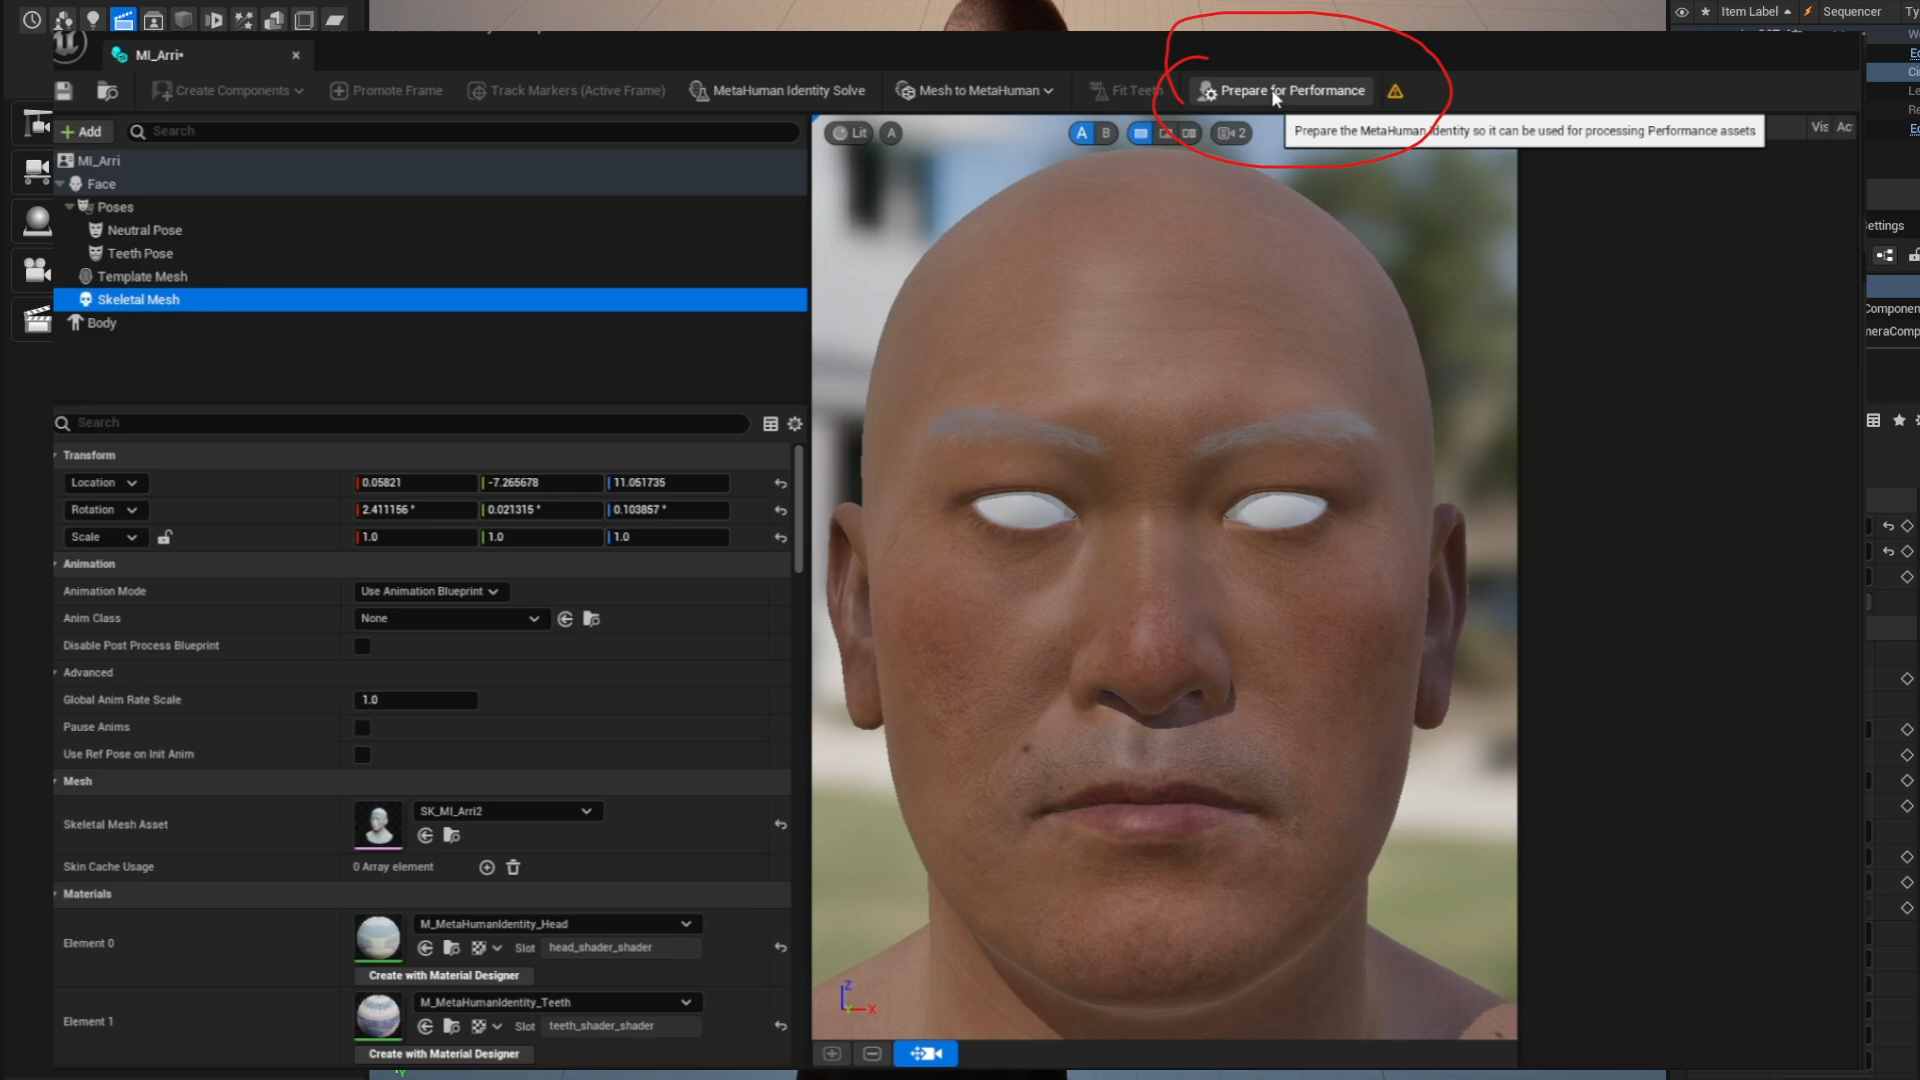 Item Label
Sequencer
Ty
MI_Arri•
Create Components
Promote Frame
Track Markers (Active Frame)
MetaHuman Identity Solve
Mesh to MetaHuman
Fit Teeth
Prepare for Performance
Prepare the MetaHuman Identity so it can be used for processing Performance assets
+ Add
Search
Lit
A
A B
2
Vis Ac
MI_Arri
Face
Poses
Neutral Pose
Teeth Pose
Template Mesh
Skeletal Mesh
Body
Search
Transform
Location 0.05821 -7.265678 11.051735
Rotation 2.411156 ° 0.021315 ° 0.103857 °
Scale 1.0 1.0 1.0
Animation
Animation Mode Use Animation Blueprint
Anim Class None
Disable Post Process Blueprint
Advanced
Global Anim Rate Scale 1.0
Pause Anims
Use Ref Pose on Init Anim
Mesh
Skeletal Mesh Asset SK_MI_Arri2
Skin Cache Usage 0 Array element
Materials
Element 0 M_MetaHumanIdentity_Head
Slot head_shader_shader
Create with Material Designer
Element 1 M_MetaHumanIdentity_Teeth
Slot teeth_shader_shader
Create with Material Designer
Z
X
ettings
Componen
neraComp